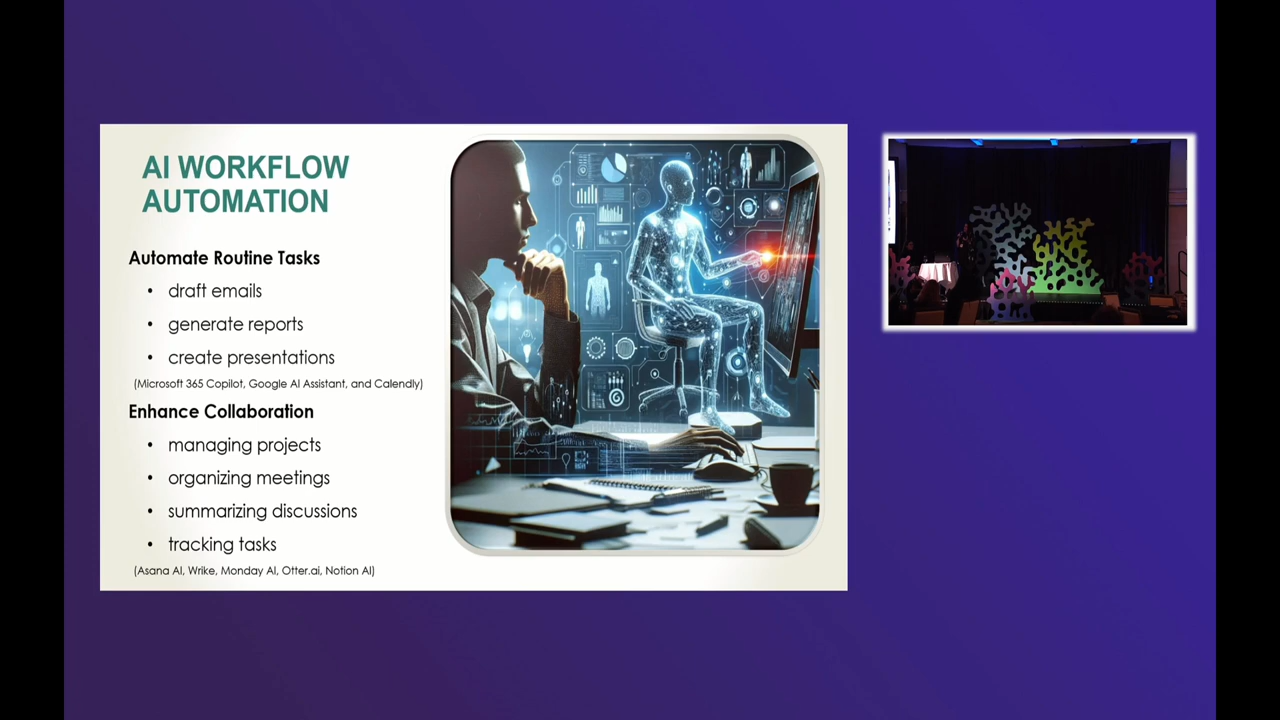 AI WORKFLOW
AUTOMATION
Automate Routine Tasks
• draft emails
• generate reports
• create presentations
(Microsoft 365 Copilot, Google AI Assistant, and Calendly)
Enhance Collaboration
• managing projects
• organizing meetings
• summarizing discussions
• tracking tasks
(Asana AI, Wrike, Monday AI, Otter.ai, Notion AI)